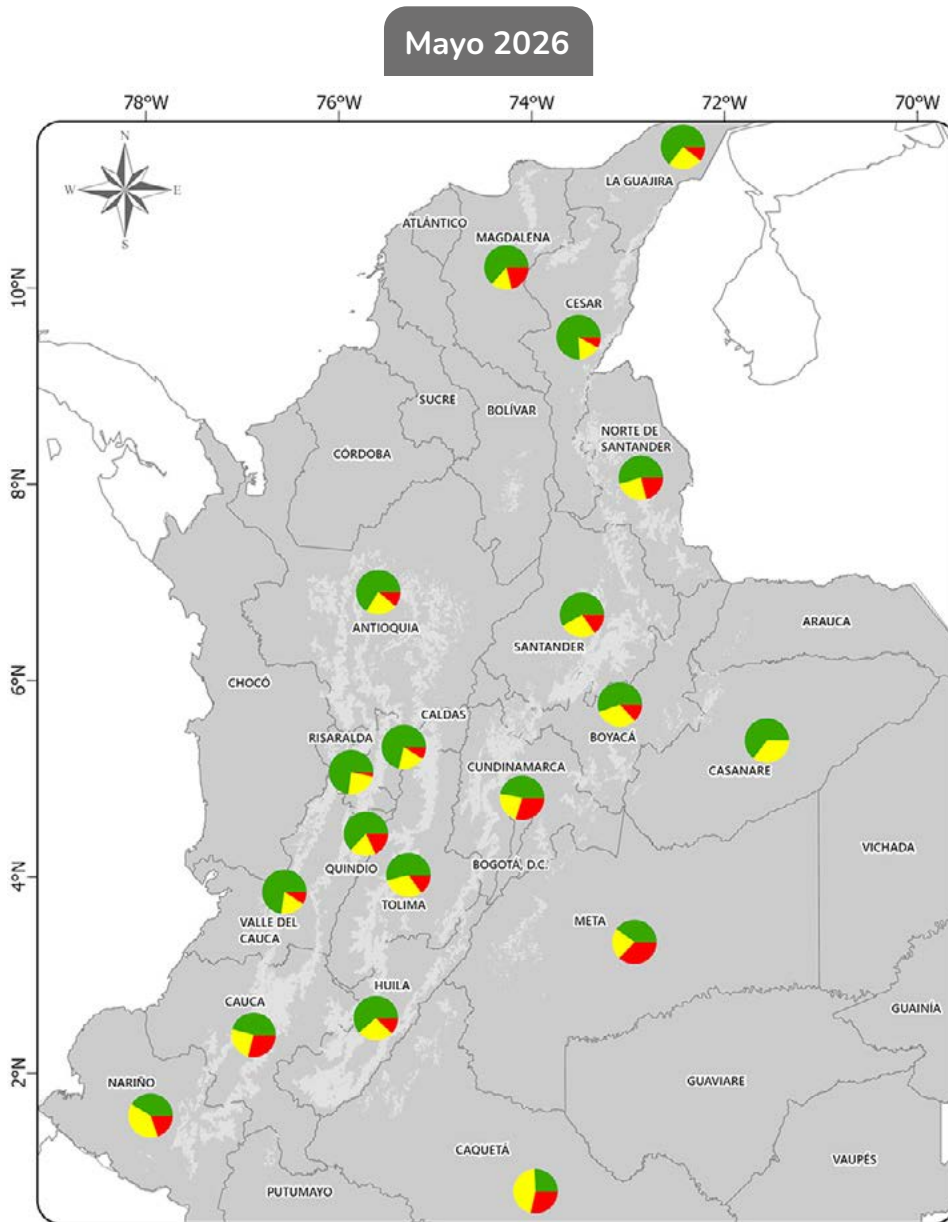 Mayo 2026
78°W 76°W 74°W 72°W 70°W
N
W E
S
LA GUAJIRA
ATLÁNTICO
MAGDALENA
10°N
CESAR
SUCRE
BOLÍVAR
NORTE DE
SANTANDER
CÓRDOBA
8°N
ANTIOQUIA
SANTANDER
ARAUCA
CHOCÓ
6°N
CALDAS
RISARALDA
BOYACÁ
CUNDINAMARCA
CASANARE
VICHADA
QUINDIO
BOGOTÁ, D.C.
4°N
TOLIMA
VALLE DEL
CAUCA
META
HUILA
CAUCA
GUAINÍA
2°N
NARIÑO
GUAVIARE
CAQUETÁ
VAUPÉS
PUTUMAYO